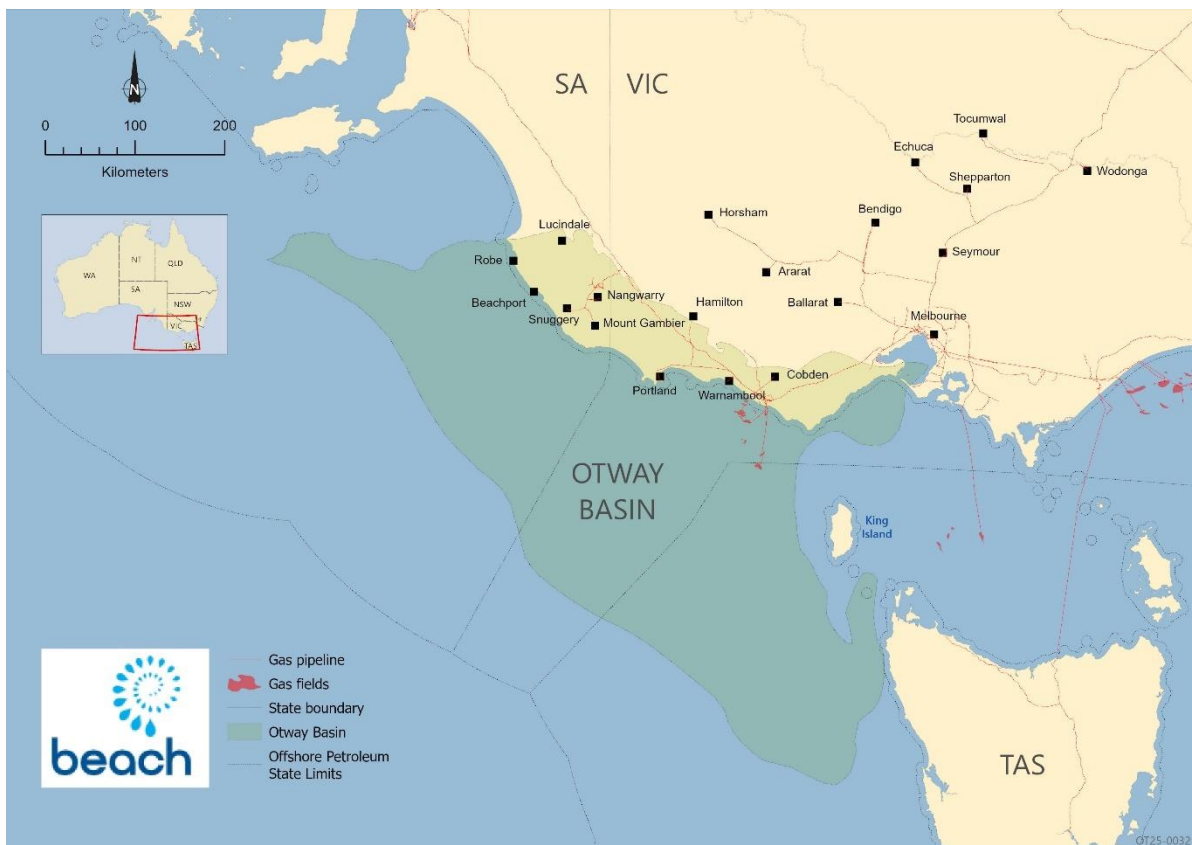 SA
VIC
N
0
100
200
Kilometers
Tocumwal
Echuca
Shepparton
Wodonga
Horsham
Bendigo
Lucindale
Seymour
Robe
Ararat
Beachport
Nangwarry
Hamilton
Ballarat
Snuggery
Mount Gambier
Melbourne
Portland
Warnambool
Cobden
WA
NT
QLD
SA
NSW
VIC
TAS
OTWAY
BASIN
King
Island
TAS
beach
Gas pipeline
Gas fields
State boundary
Otway Basin
Offshore Petroleum
State Limits
OT25-0032